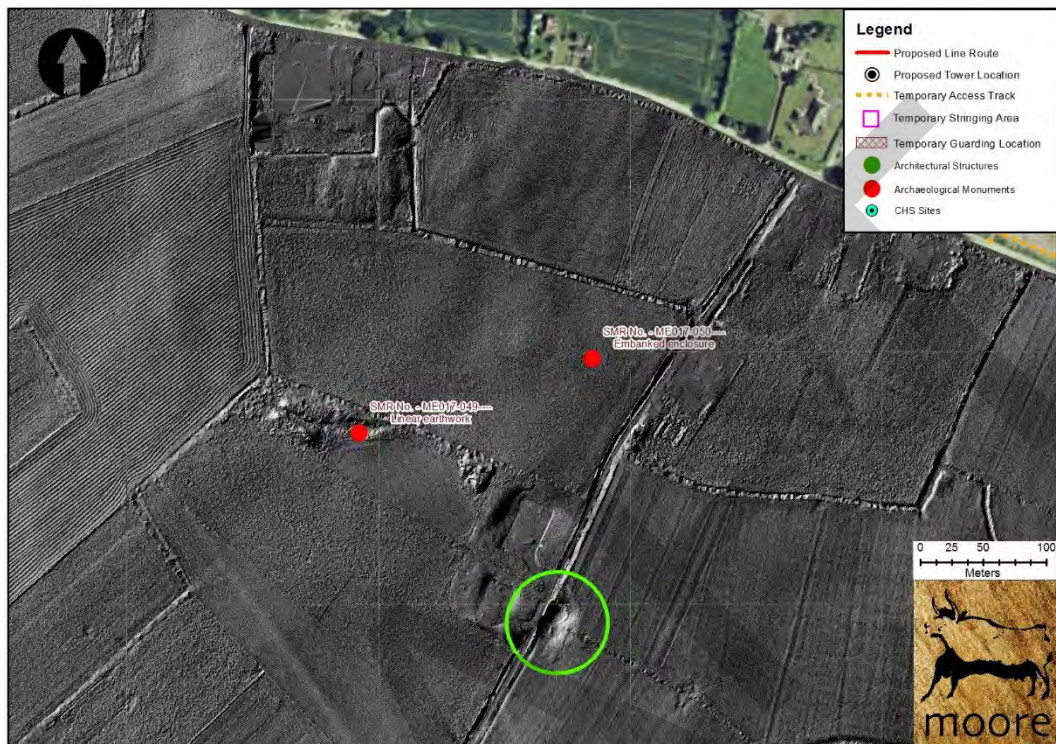 Legend
Proposed Line Route
Proposed Tower Location
Temporary Access Track
Temporary Stringing Area
Temporary Guarding Location
Architectural Structures
Archaeological Monuments
CHS Sites
SMR No. - ME017-050----
Embanked enclosure
SMR No. - ME017-049----
Linear earthwork
0 25 50 100
Meters
moore